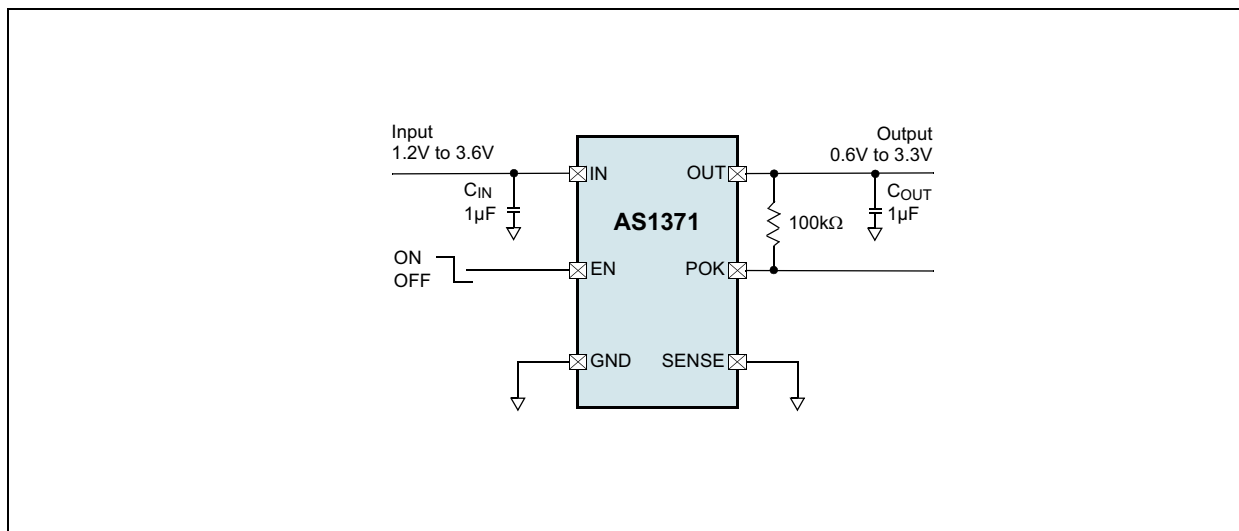 Input
1.2V to 3.6V
Output
0.6V to 3.3V
IN
OUT
CIN
1µF
AS1371
100kΩ
COUT
1µF
ON
OFF
EN
POK
GND
SENSE